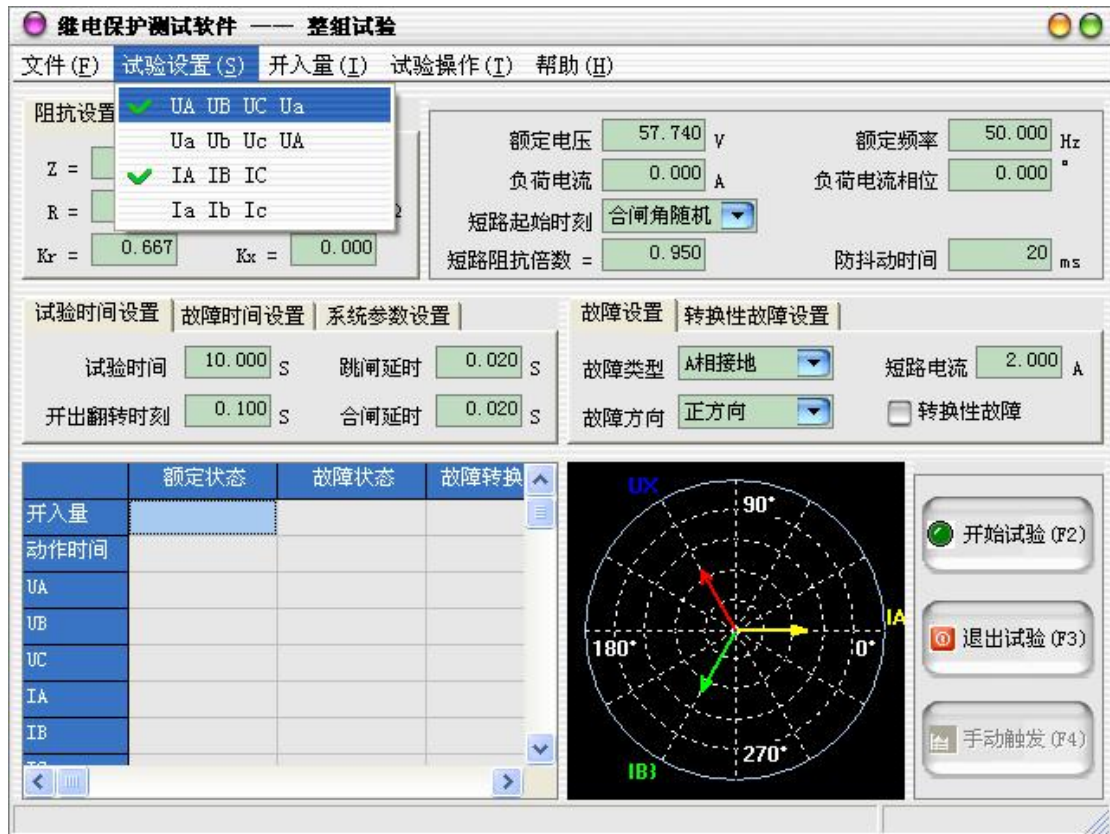 继电保护测试软件 —— 整组试验
文件(F) 试验设置(S) 开入量(I) 试验操作(T) 帮助(H)
UA UB UC Ua
Ua Ub Uc UA
IA IB IC
Ia Ib Ic
阻抗设置
Z =
R =
Kr = 0.667 Kx = 0.000
额定电压 57.740 V 额定频率 50.000 Hz
负荷电流 0.000 A 负荷电流相位 0.000 °
短路起始时刻 合闸角随机
短路阻抗倍数 = 0.950 防抖动时间 20 ms
试验时间设置 故障时间设置 系统参数设置
试验时间 10.000 S 跳闸延时 0.020 S
开出翻转时刻 0.100 S 合闸延时 0.020 S
故障设置 转换性故障设置
故障类型 A相接地 短路电流 2.000 A
故障方向 正方向 转换性故障
额定状态 故障状态 故障转换
开入量
动作时间
UA
UB
UC
IA
IB
UX
90°
IA
180°
0°
270°
IB
开始试验(F2)
退出试验(F3)
手动触发(F4)